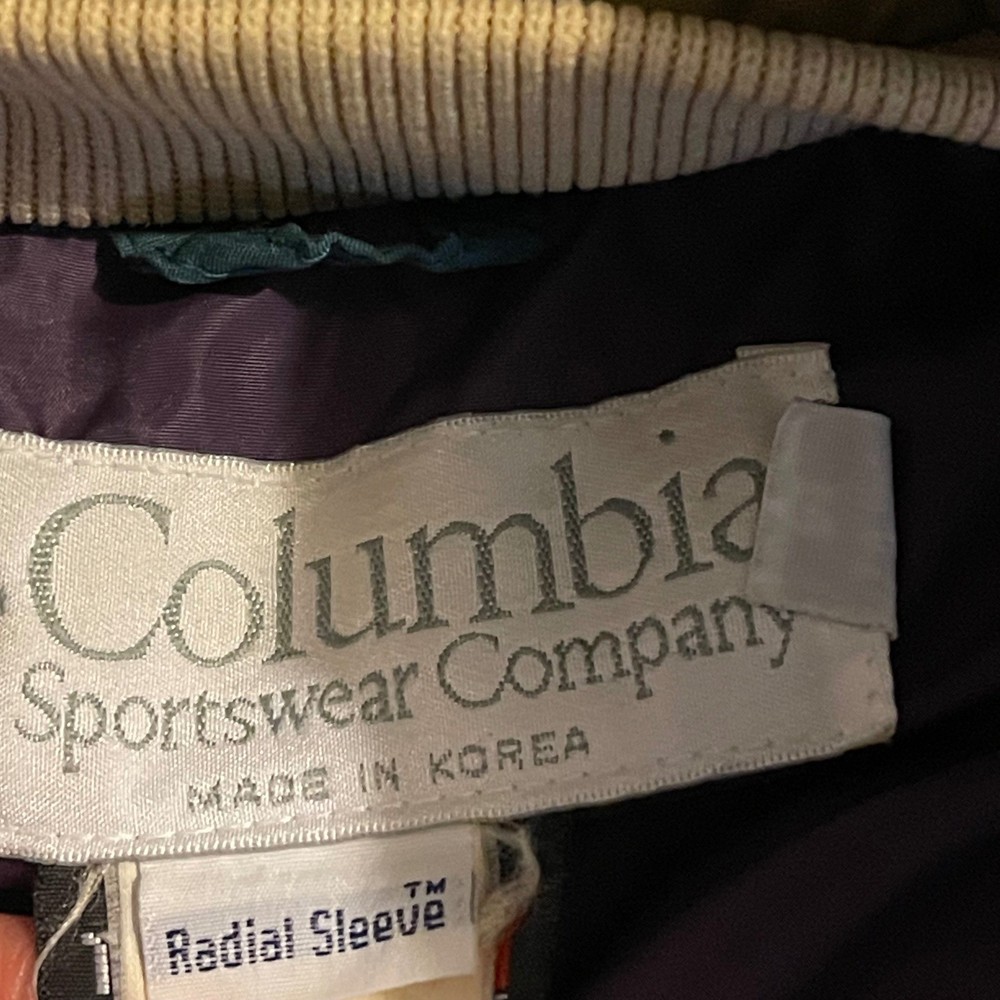 Columbia
Sportswear Company
MADE IN KOREA
Radial Sleeve™